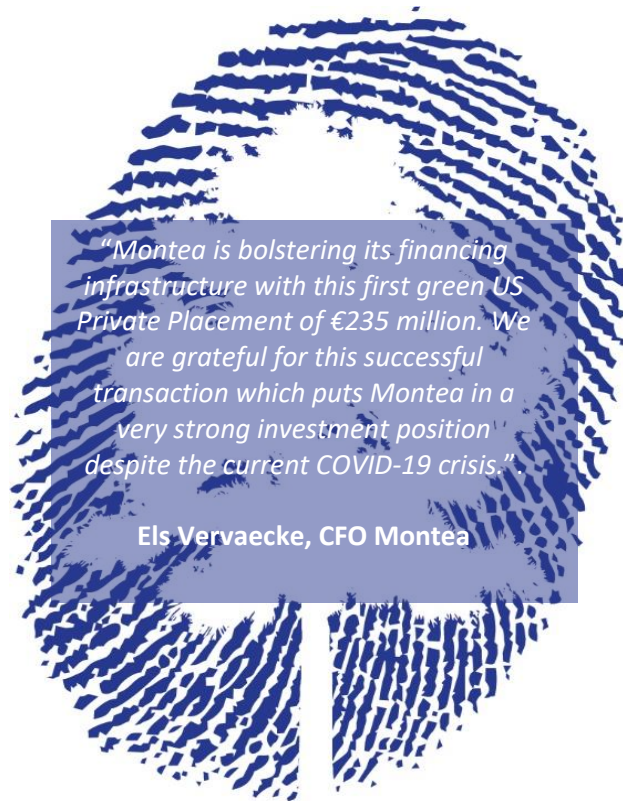 “Montea is bolstering its financing
infrastructure with this first green US
Private Placement of €235 million. We
are grateful for this successful
transaction which puts Montea in a
very strong investment position
despite the current COVID-19 crisis.”.
Els Vervaecke, CFO Montea